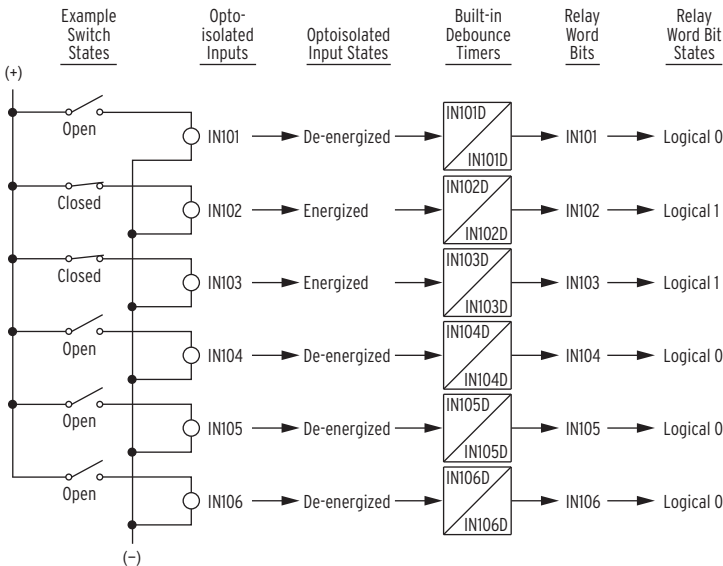 Example
Switch
States
Opto-
isolated
Inputs
Optoisolated
Input States
Built-in
Debounce
Timers
Relay
Word
Bits
Relay
Word Bit
States
(+)
Open
IN101
De-energized
IN101D
IN101D
IN101
Logical 0
Closed
IN102
Energized
IN102D
IN102D
IN102
Logical 1
Closed
IN103
Energized
IN103D
IN103D
IN103
Logical 1
Open
IN104
De-energized
IN104D
IN104D
IN104
Logical 0
Open
IN105
De-energized
IN105D
IN105D
IN105
Logical 0
Open
IN106
De-energized
IN106D
IN106D
IN106
Logical 0
(−)